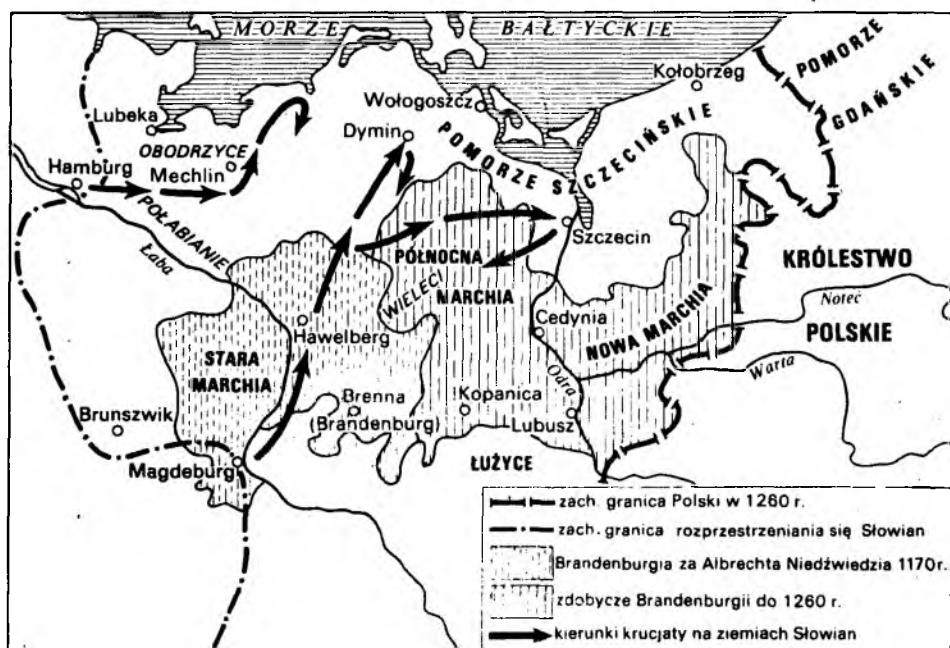 MORZE BAŁTYCKIE
POMORZE
GDAŃSKIE
Kołobrzeg
Wołogoszcz
Lubeka
Dymin
POMORZE SZCZECIŃSKIE
OBODRZYCE
Hamburg
Mechlin
POŁABIANIE
Szczecin
PÓŁNOCNA
MARCHIA
KRÓLESTWO
POLSKIE
Łaba
WIELECI
Noteć
Cedynia
NOWA MARCHIA
Hawelberg
STARA
MARCHIA
Warta
Odra
Brenna
(Brandenburg)
Kopanica
Lubusz
Brunszwik
Magdeburg
ŁUŻYCE
zach. granica Polski w 1260 r.
zach. granica rozprzestrzeniania się Słowian
Brandenburgia za Albrechta Niedźwiedzia 1170r.
zdobycze Brandenburgii do 1260 r.
kierunki krucjaty na ziemiach Słowian